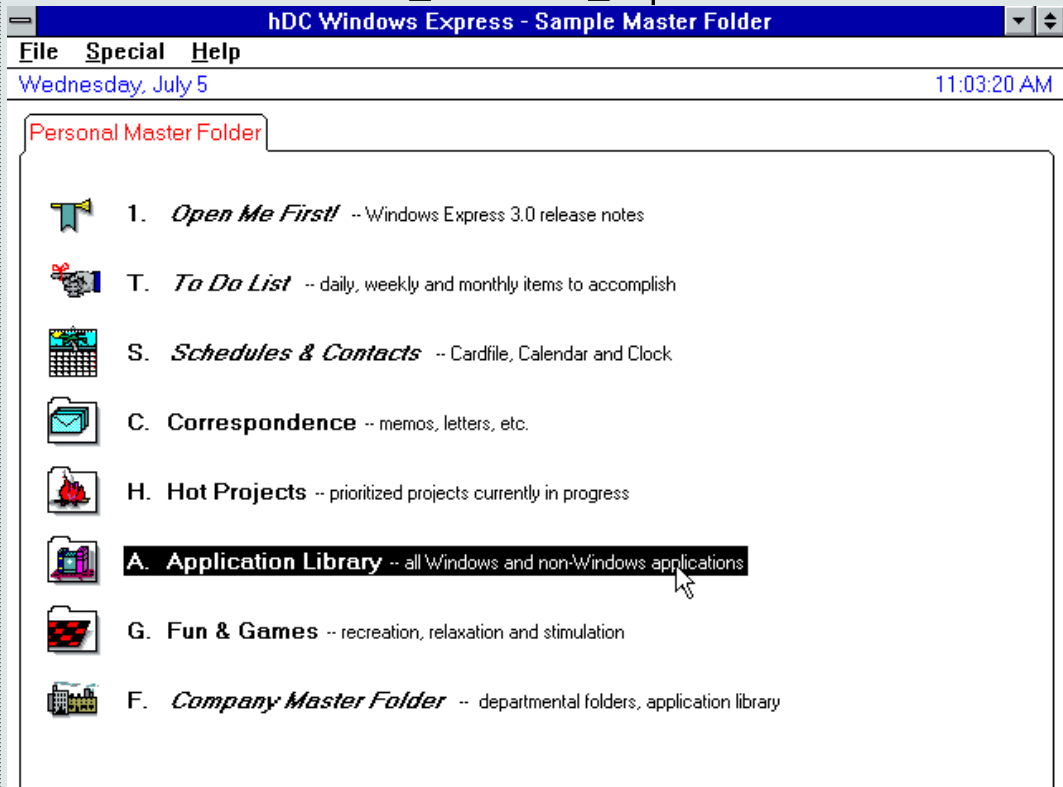 hDC Windows Express - Sample Master Folder
File Special Help
Wednesday, July 5 11:03:20 AM
Personal Master Folder
1. Open Me First! -- Windows Express 3.0 release notes
T. To Do List -- daily, weekly and monthly items to accomplish
S. Schedules & Contacts -- Cardfile, Calendar and Clock
C. Correspondence -- memos, letters, etc.
H. Hot Projects -- prioritized projects currently in progress
A. Application Library -- all Windows and non-Windows applications
G. Fun & Games -- recreation, relaxation and stimulation
F. Company Master Folder -- departmental folders, application library